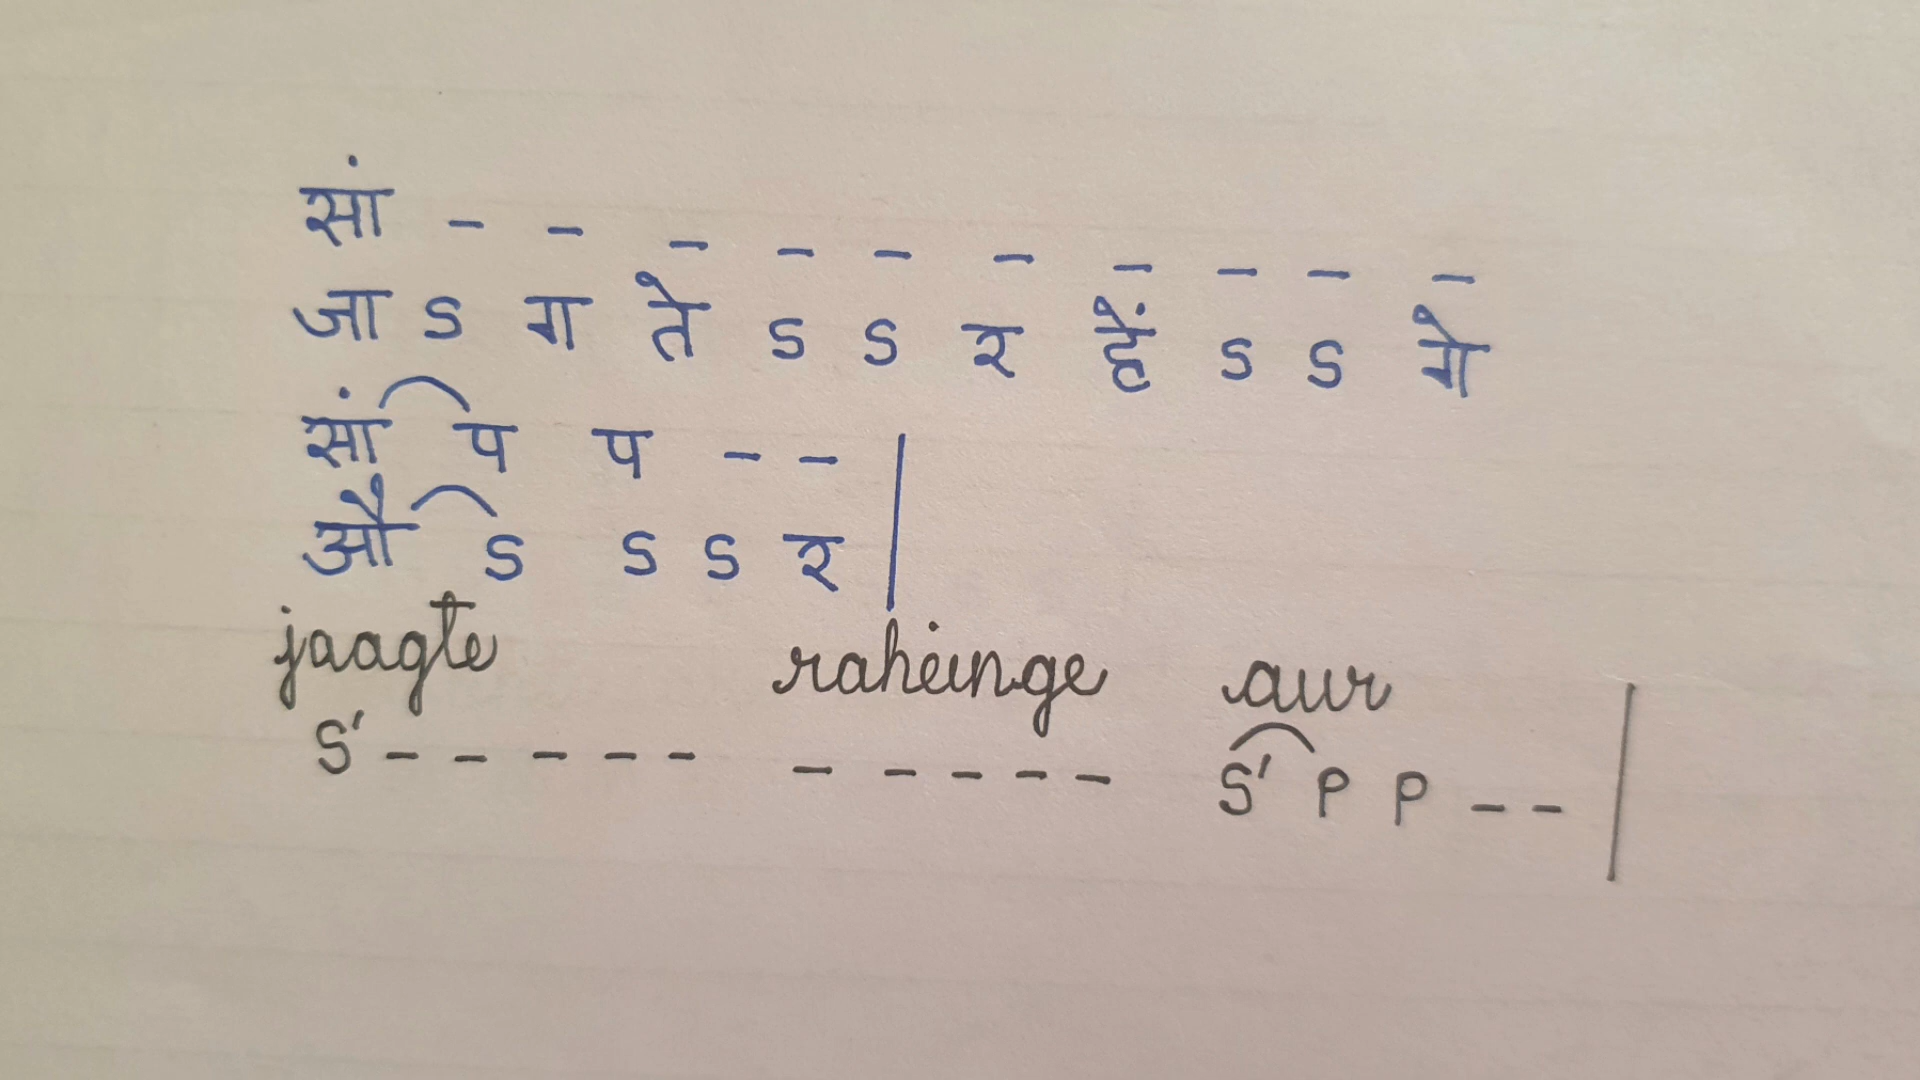 सां - - - - - - - - - -
जा ऽ ग ते ऽ ऽ र हें ऽ ऽ गे
सां प प - -
औ ऽ ऽ ऽ र |
jaagte raheinge aur
S' - - - - - - - - - - S' P P - - |